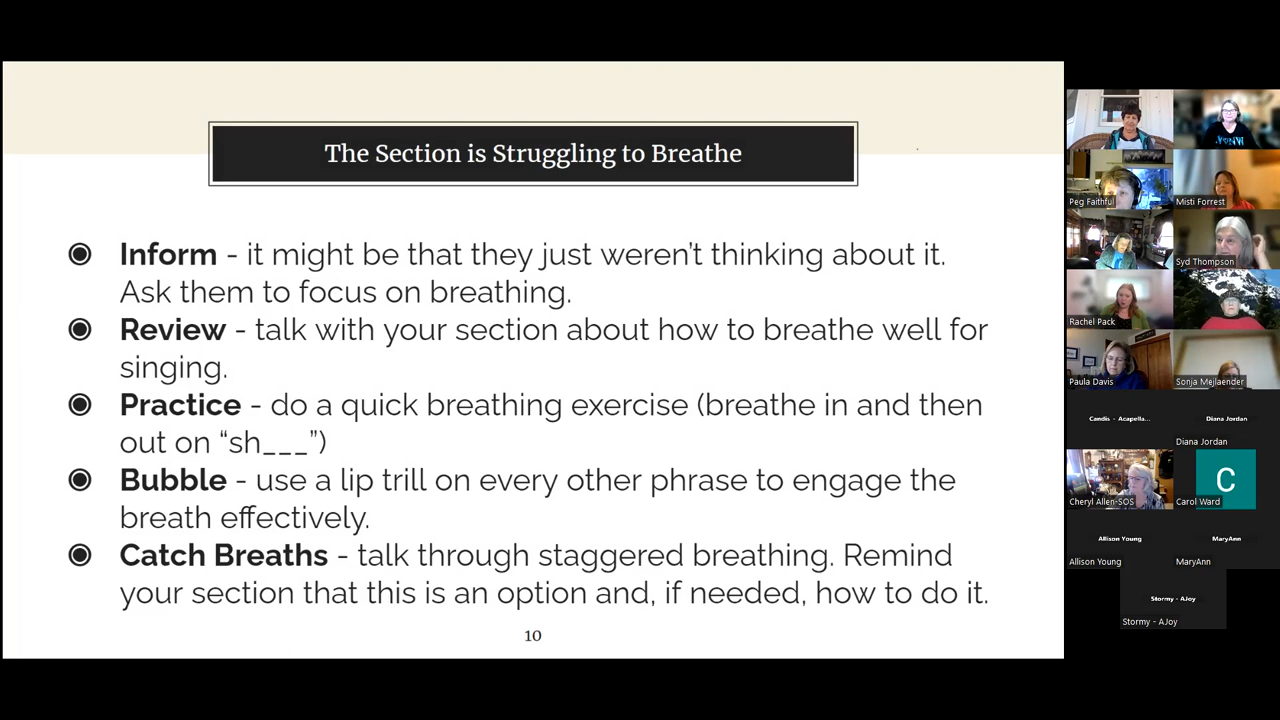 The Section is Struggling to Breathe
Inform - it might be that they just weren't thinking about it.
Ask them to focus on breathing.
Review - talk with your section about how to breathe well for
singing.
Practice - do a quick breathing exercise (breathe in and then
out on “sh___”)
Bubble - use a lip trill on every other phrase to engage the
breath effectively.
Catch Breaths - talk through staggered breathing. Remind
your section that this is an option and, if needed, how to do it.
10
Peg Faithful
Misti Forrest
Syd Thompson
Rachel Pack
Paula Davis
Sonja Mejlaender
Candis - Acapella...
Diana Jordan
Diana Jordan
C
Cheryl Allen-SOS
Carol Ward
Allison Young
MaryAnn
Allison Young
MaryAnn
Stormy - AJoy
Stormy - AJoy